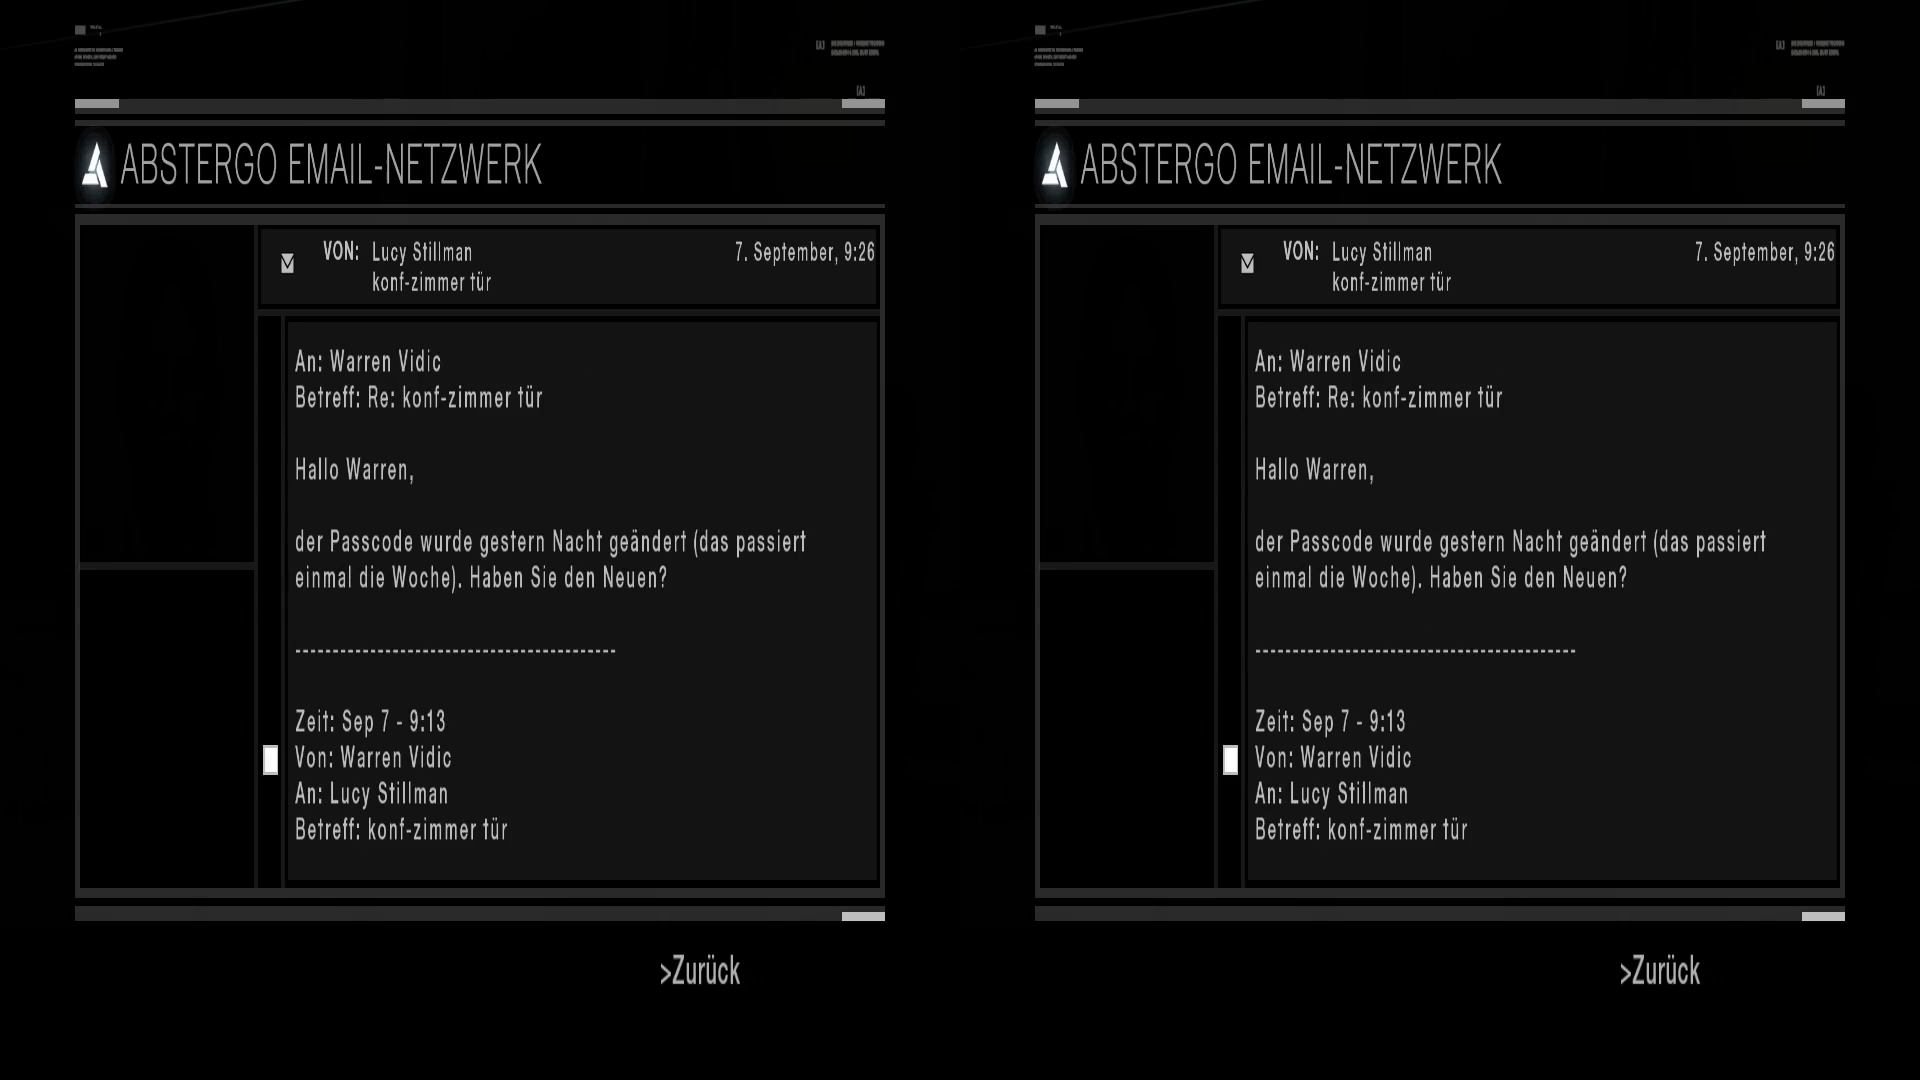 ABSTERGO EMAIL-NETZWERK
VON: Lucy Stillman 7. September, 9:26
konf-zimmer tür
An: Warren Vidic
Betreff: Re: konf-zimmer tür
Hallo Warren,
der Passcode wurde gestern Nacht geändert (das passiert
einmal die Woche). Haben Sie den Neuen?
-------------------------------------------
Zeit: Sep 7 - 9:13
Von: Warren Vidic
An: Lucy Stillman
Betreff: konf-zimmer tür
>Zurück
ABSTERGO EMAIL-NETZWERK
VON: Lucy Stillman 7. September, 9:26
konf-zimmer tür
An: Warren Vidic
Betreff: Re: konf-zimmer tür
Hallo Warren,
der Passcode wurde gestern Nacht geändert (das passiert
einmal die Woche). Haben Sie den Neuen?
-------------------------------------------
Zeit: Sep 7 - 9:13
Von: Warren Vidic
An: Lucy Stillman
Betreff: konf-zimmer tür
>Zurück